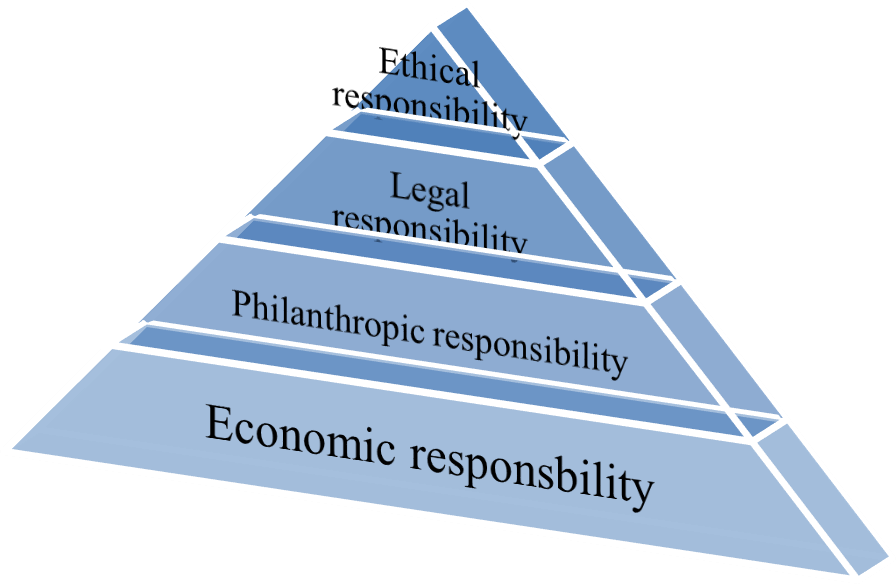 Ethical
responsibility
Legal
responsibility
Philanthropic responsibility
Economic responsbility